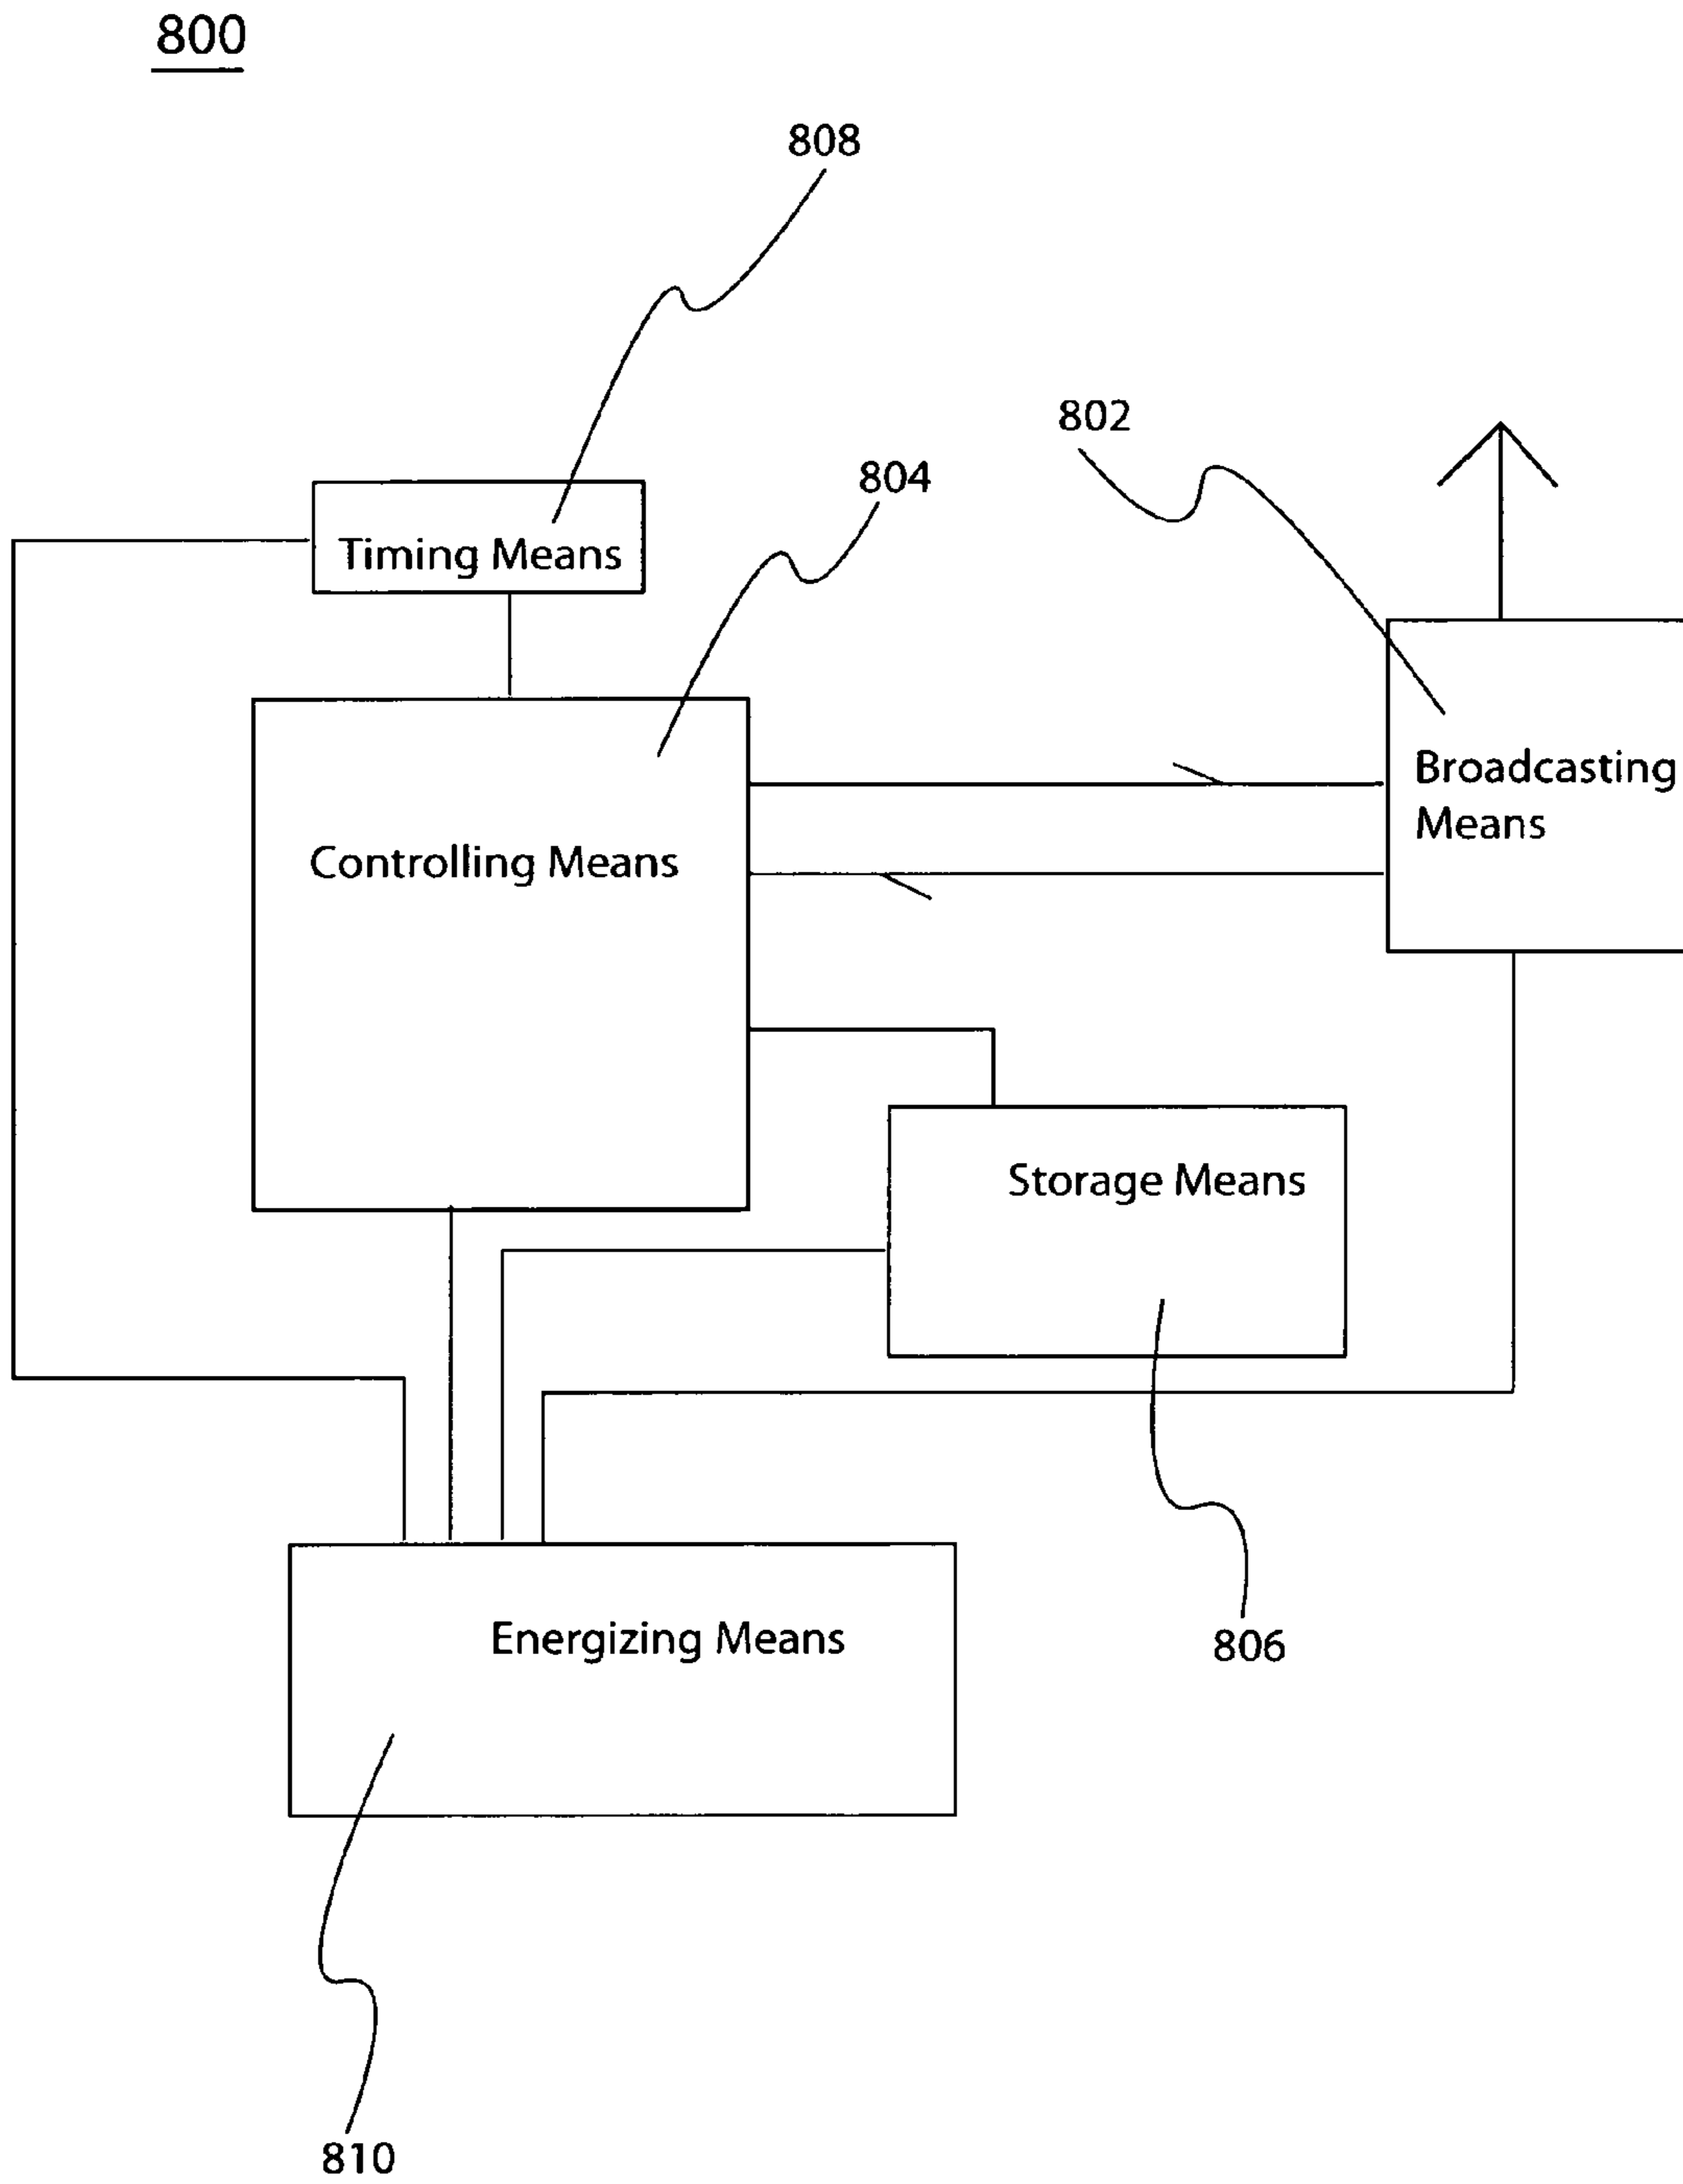 800
808
802
804
Timing Means
Broadcasting
Means
Controlling Means
Storage Means
Energizing Means
806
810